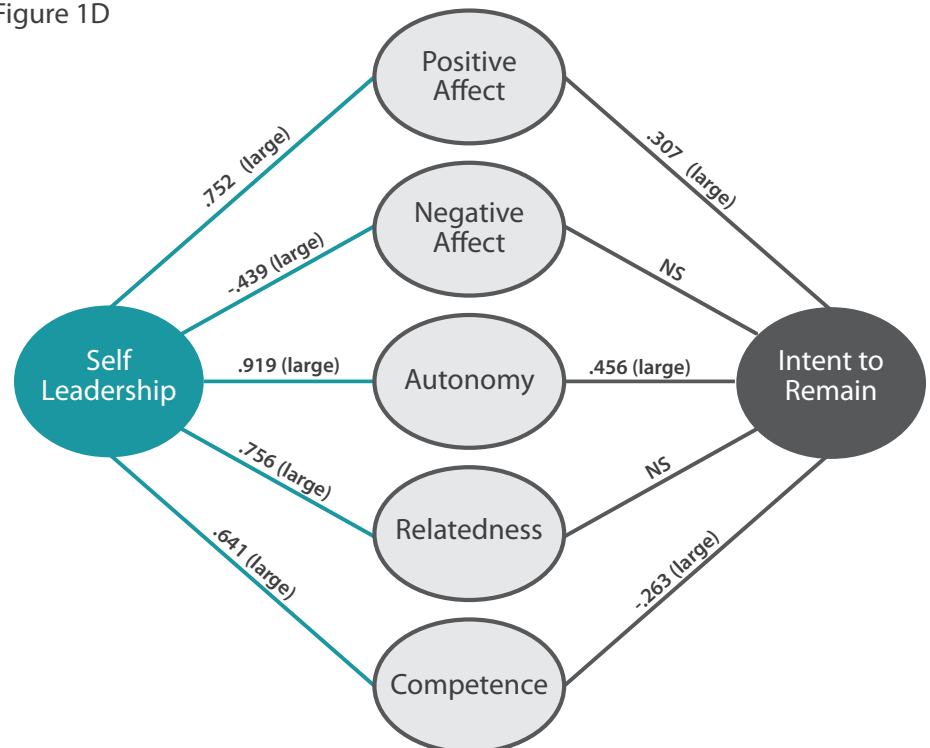 Figure 1D
Positive
Affect
.752 (large)
.307 (large)
Negative
Affect
-.439 (large)
NS
Self
Leadership
.919 (large)
Autonomy
.456 (large)
Intent to
Remain
.756 (large)
Relatedness
NS
.641 (large)
Competence
-.263 (large)